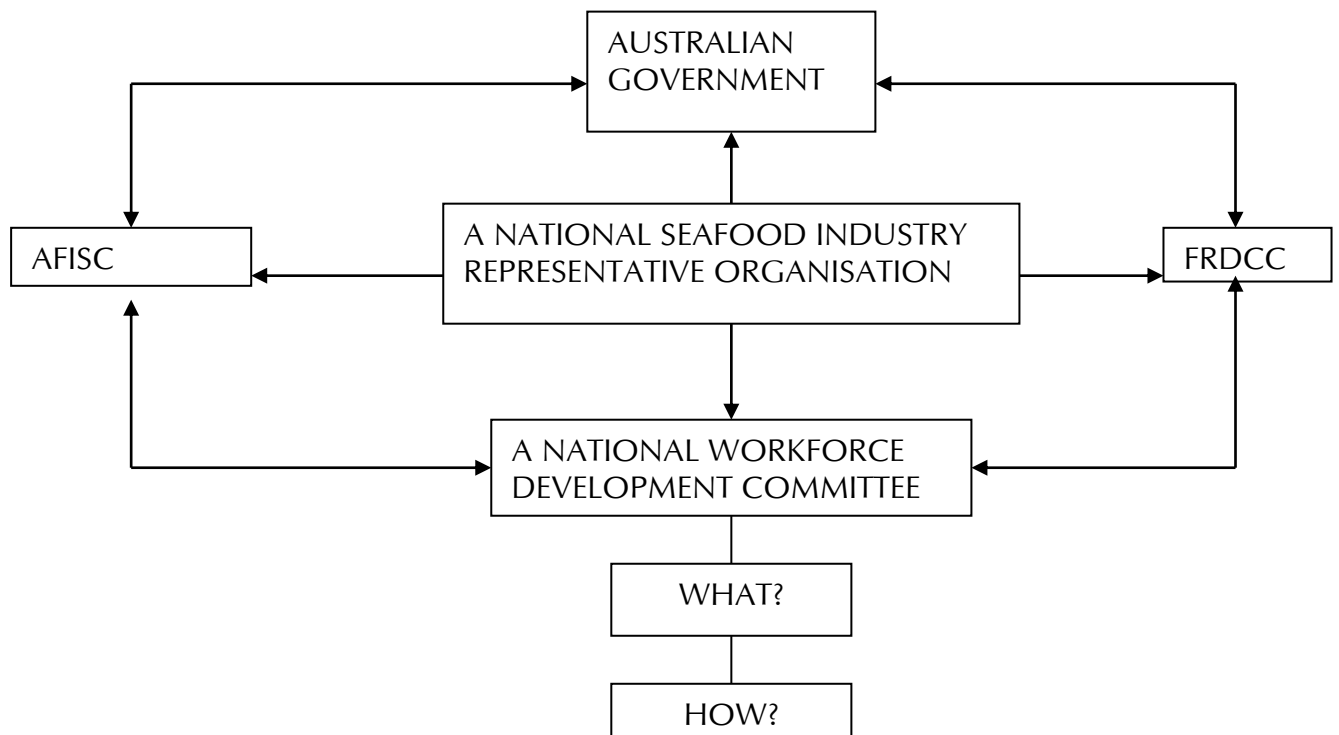 AUSTRALIAN
GOVERNMENT
A NATIONAL SEAFOOD INDUSTRY
REPRESENTATIVE ORGANISATION
AFISC
FRDCC
A NATIONAL WORKFORCE
DEVELOPMENT COMMITTEE
WHAT?
HOW?